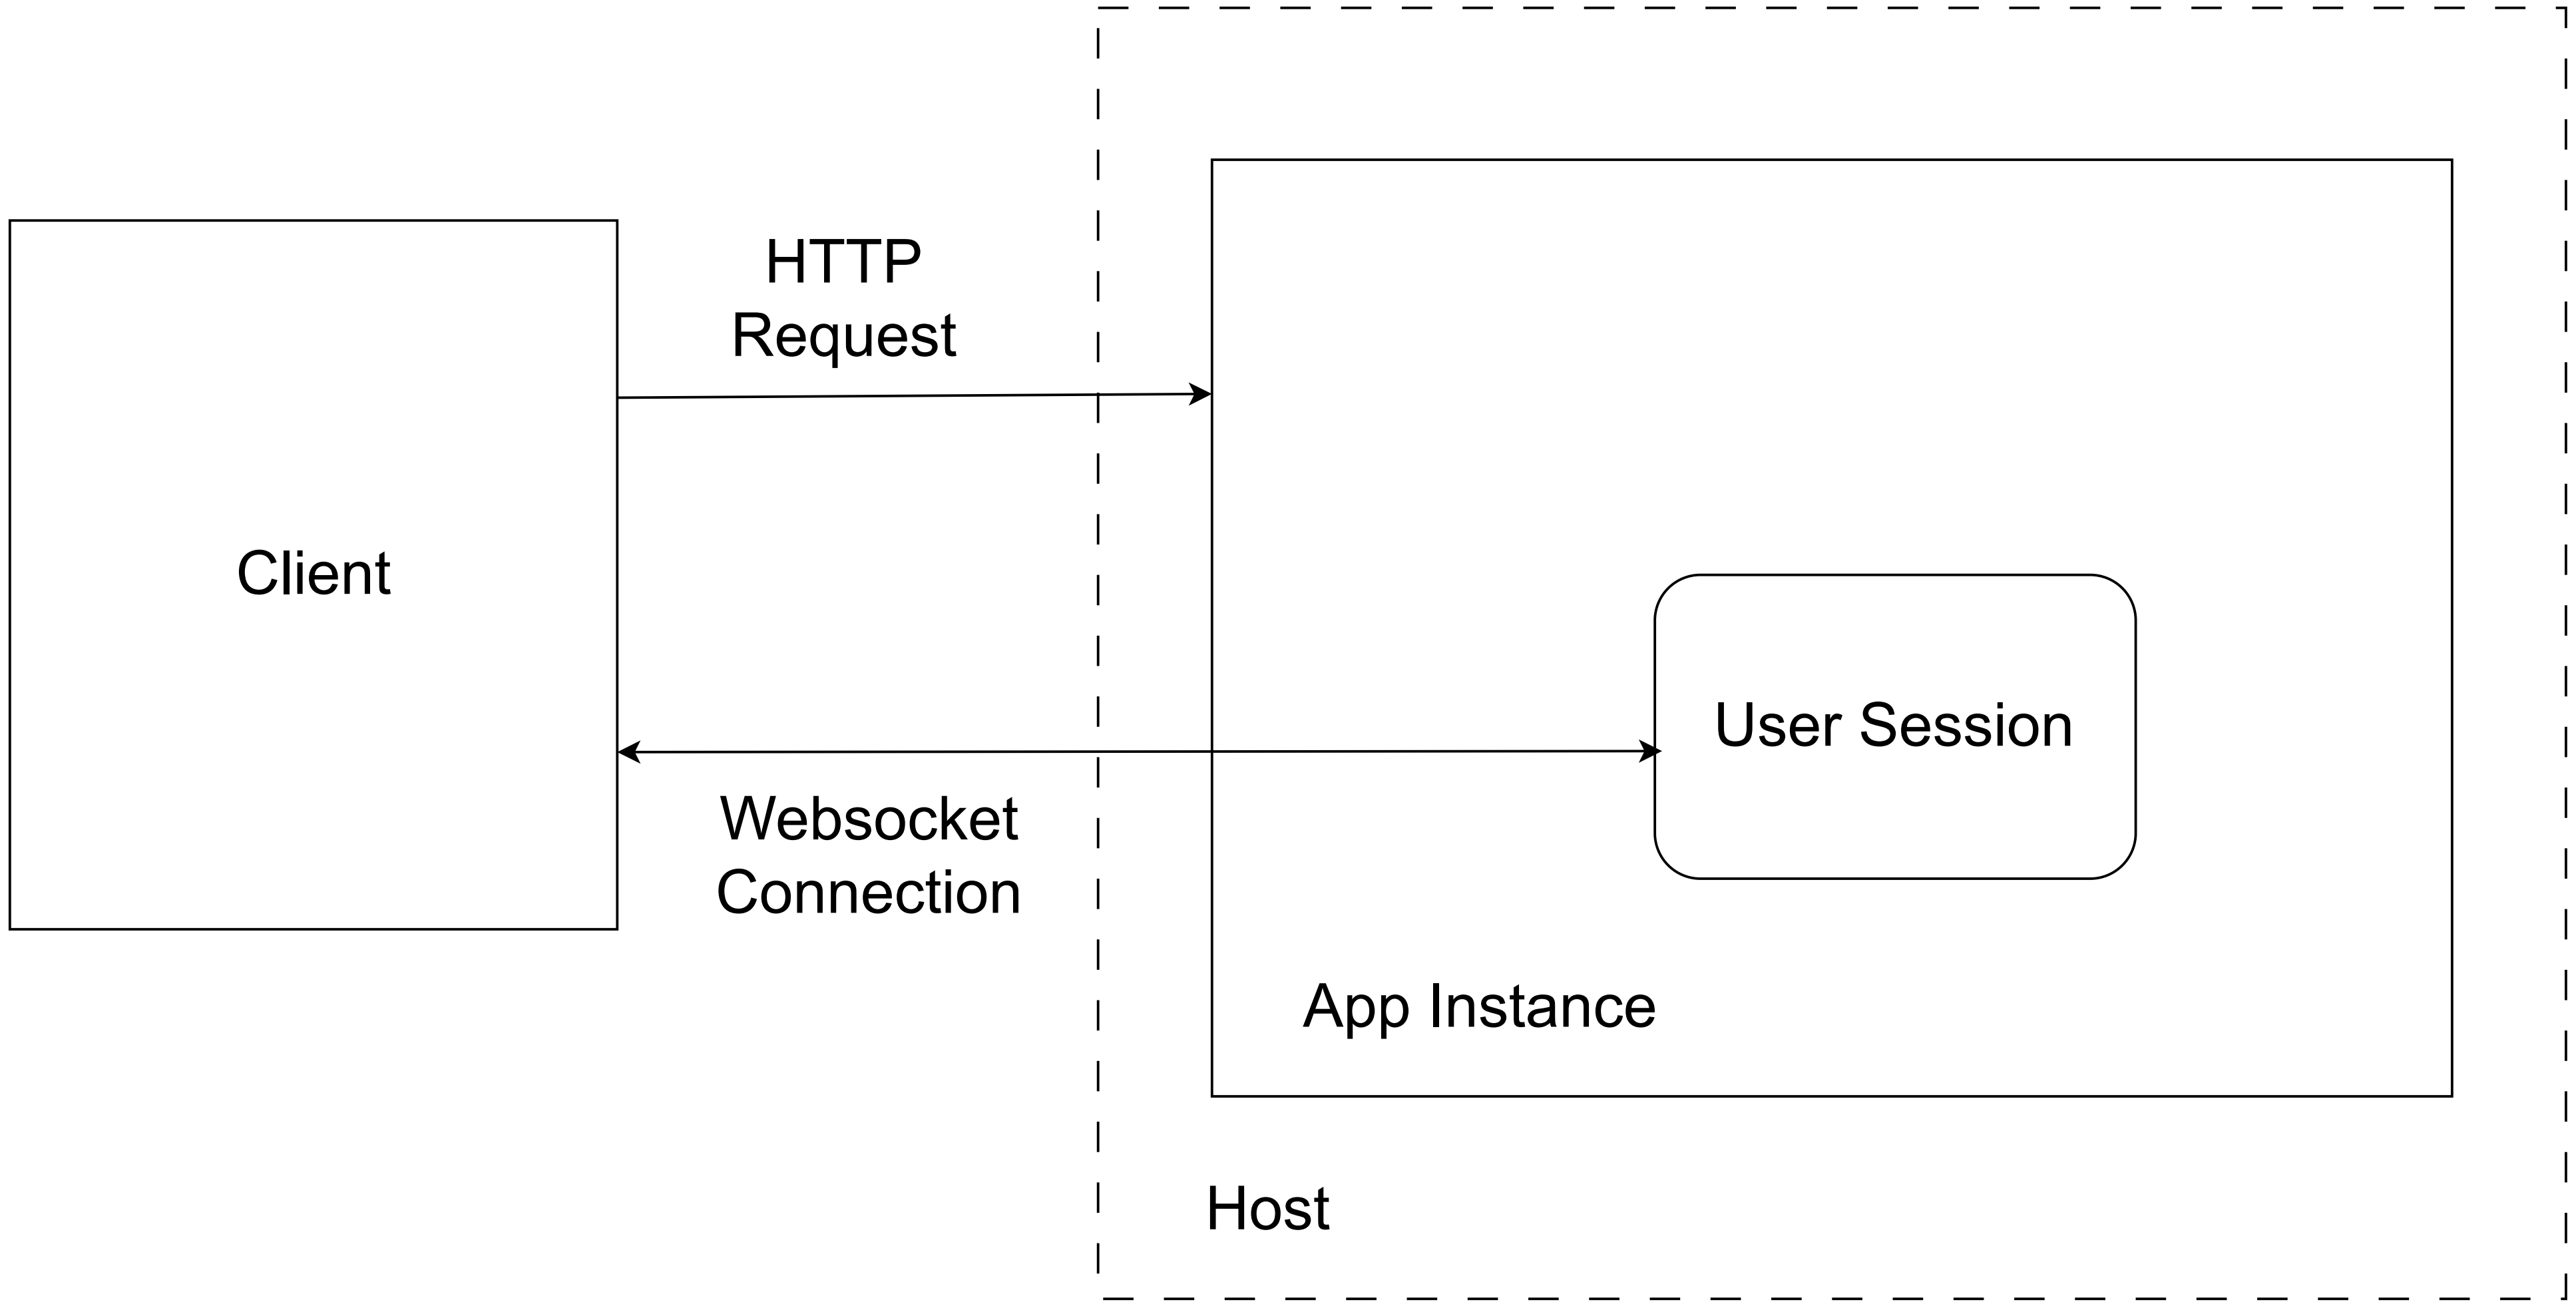 HTTP
Request
Client
User Session
Websocket
Connection
App Instance
Host